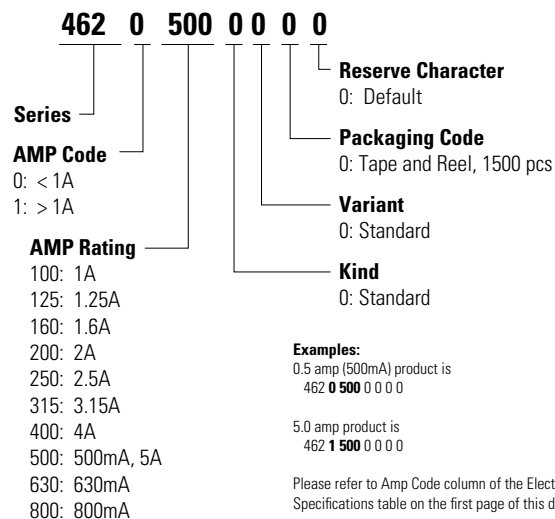 462 0 500 0 0 0 0
Reserve Character
0: Default
Packaging Code
0: Tape and Reel, 1500 pcs
Variant
0: Standard
Kind
0: Standard
Series
AMP Code
0: < 1A
1: > 1A
AMP Rating
100: 1A
125: 1.25A
160: 1.6A
200: 2A
250: 2.5A
315: 3.15A
400: 4A
500: 500mA, 5A
630: 630mA
800: 800mA
Examples:
0.5 amp (500mA) product is
462 0 500 0 0 0 0
5.0 amp product is
462 1 500 0 0 0 0
Please refer to Amp Code column of the Elect
Specifications table on the first page of this d